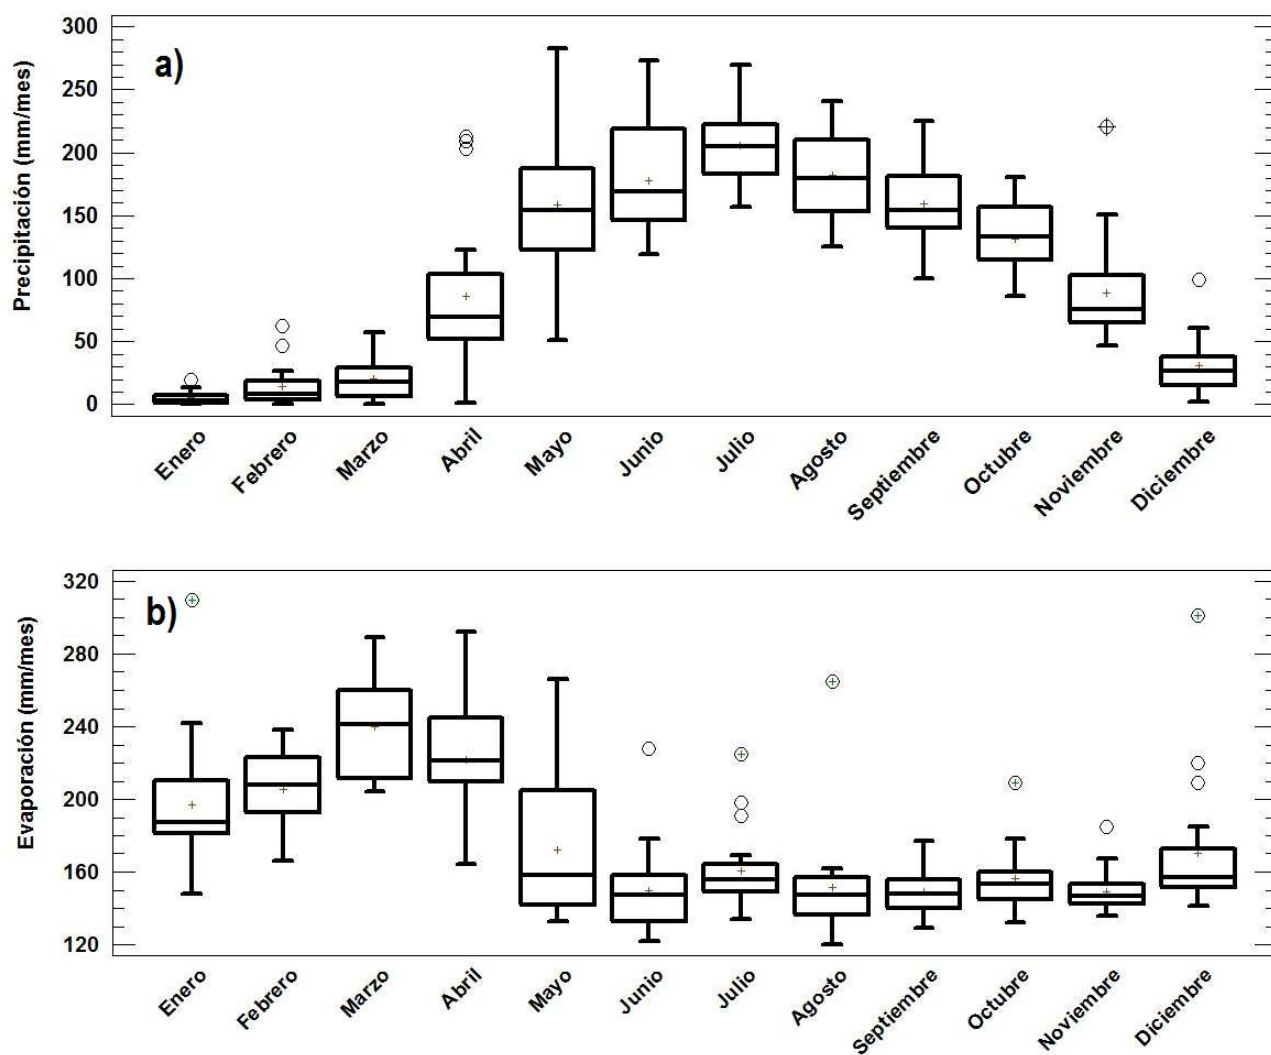 a)
Precipitación (mm/mes)
300
250
200
150
100
50
0
Enero
Febrero
Marzo
Abril
Mayo
Junio
Julio
Agosto
Septiembre
Octubre
Noviembre
Diciembre
b)
Evaporación (mm/mes)
320
280
240
200
160
120
Enero
Febrero
Marzo
Abril
Mayo
Junio
Julio
Agosto
Septiembre
Octubre
Noviembre
Diciembre